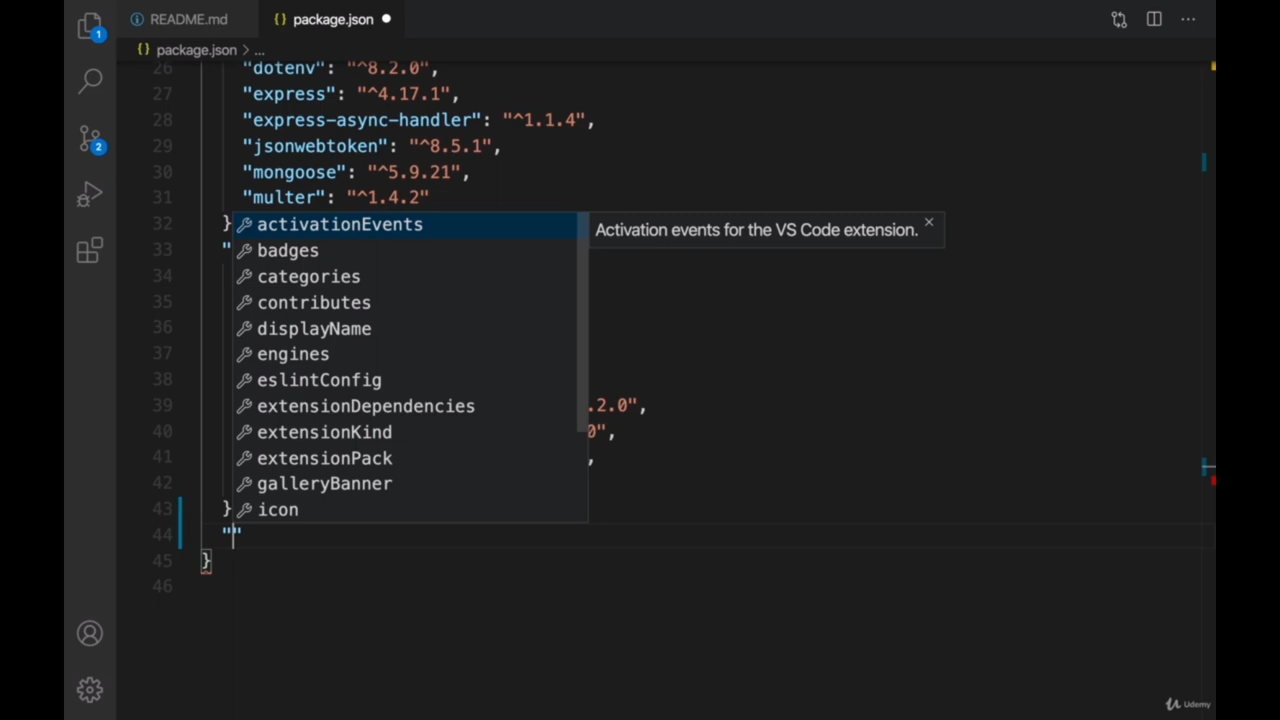 README.md
{} package.json
1
{} package.json > ...
26 "dotenv": "^8.2.0",
27 "express": "^4.17.1",
28 "express-async-handler": "^1.1.4",
2
29 "jsonwebtoken": "^8.5.1",
30 "mongoose": "^5.9.21",
31 "multer": "^1.4.2"
32 }
activationEvents
Activation events for the VS Code extension.
33 "
badges
34
categories
35
contributes
36
displayName
37
engines
38
eslintConfig
39
extensionDependencies
.2.0",
40
extensionKind
0",
41
extensionPack
,
42
galleryBanner
43 }
icon
44 ""
45 }
46
Udemy